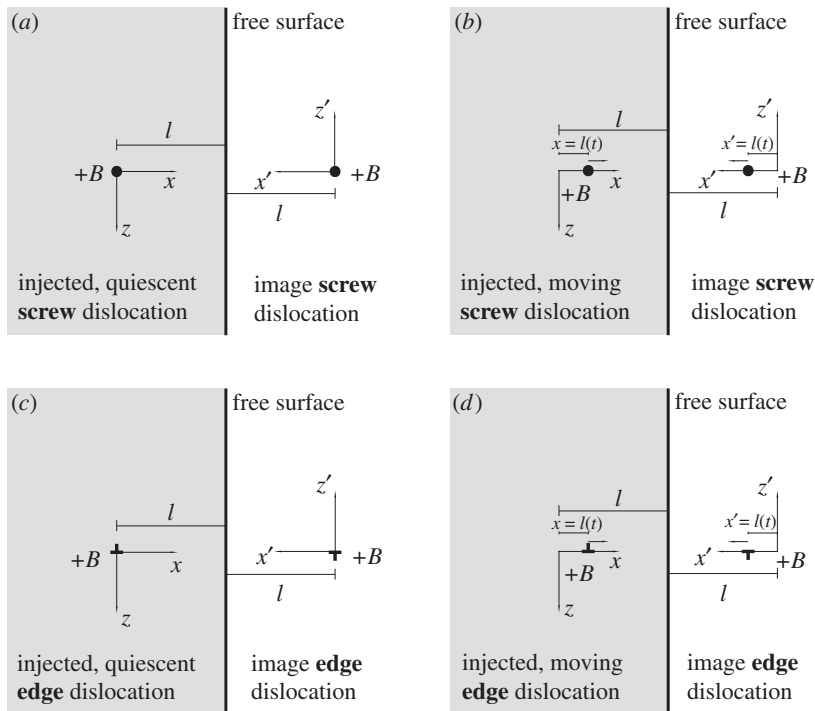 (a)
free surface
l
z′
+B
x
x′
+B
z
l
injected, quiescent
screw dislocation
image screw
dislocation
(b)
free surface
l
z′
x = l(t)
x′ = l(t)
+B
x
x′
+B
z
l
injected, moving
screw dislocation
image screw
dislocation
(c)
free surface
l
z′
+B
x
x′
+B
z
l
injected, quiescent
edge dislocation
image edge
dislocation
(d)
free surface
l
z′
x = l(t)
x′ = l(t)
+B
x
x′
+B
z
l
injected, moving
edge dislocation
image edge
dislocation